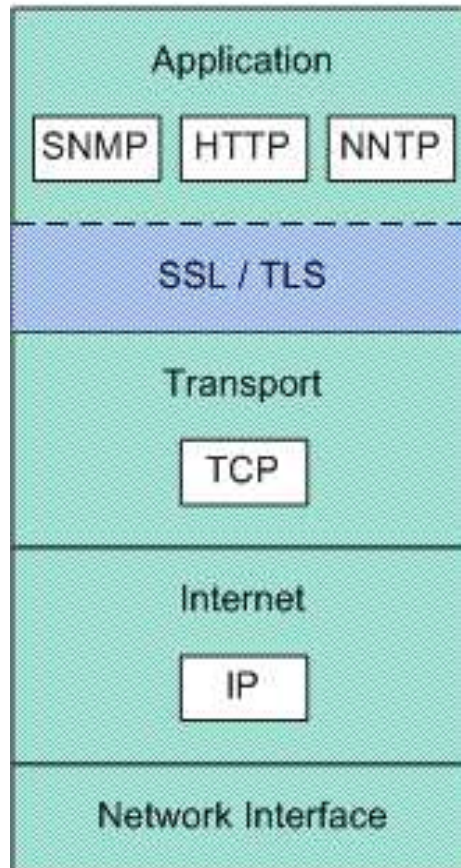 Application
SNMP HTTP NNTP
SSL / TLS
Transport
TCP
Internet
IP
Network Interface